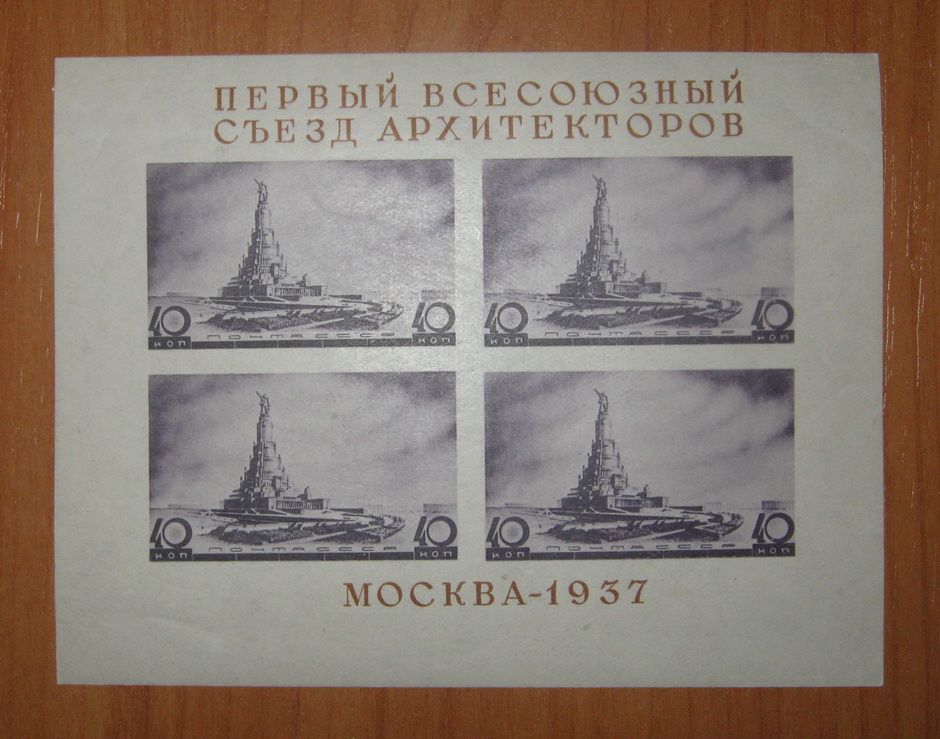 ПЕРВЫЙ ВСЕСОЮЗНЫЙ
СЪЕЗД АРХИТЕКТОРОВ
40 40
КОП ПОЧТА СССР КОП
40 40
КОП ПОЧТА СССР КОП
40 40
КОП ПОЧТА СССР КОП
40 40
КОП ПОЧТА СССР КОП
МОСКВА-1937